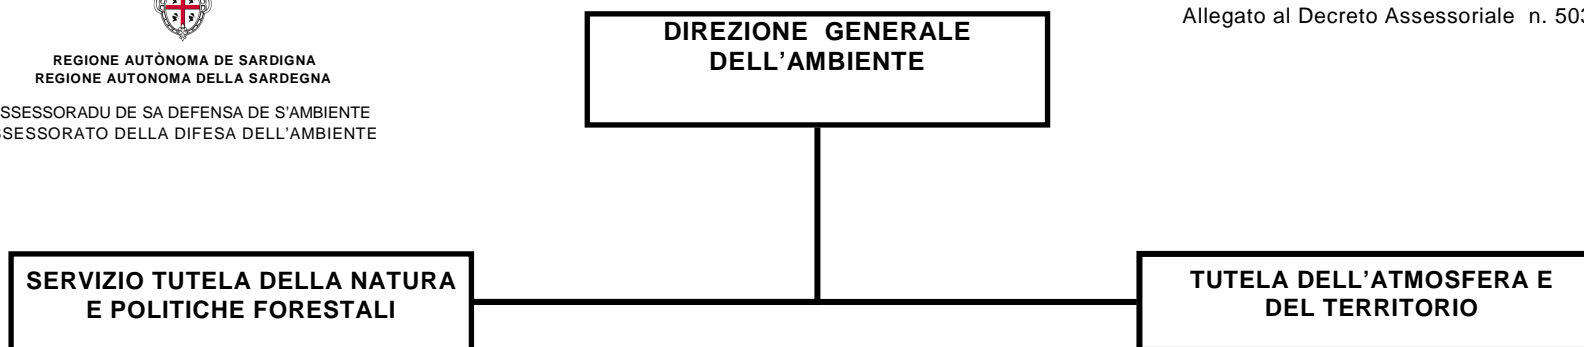 REGIONE AUTÒNOMA DE SARDIGNA
REGIONE AUTONOMA DELLA SARDEGNA
SSESSORADU DE SA DEFENSA DE S'AMBIENTE
SSESSORATO DELLA DIFESA DELL'AMBIENTE
DIREZIONE GENERALE
DELL'AMBIENTE
Allegato al Decreto Assessoriale n. 503
SERVIZIO TUTELA DELLA NATURA
E POLITICHE FORESTALI
TUTELA DELL'ATMOSFERA E
DEL TERRITORIO